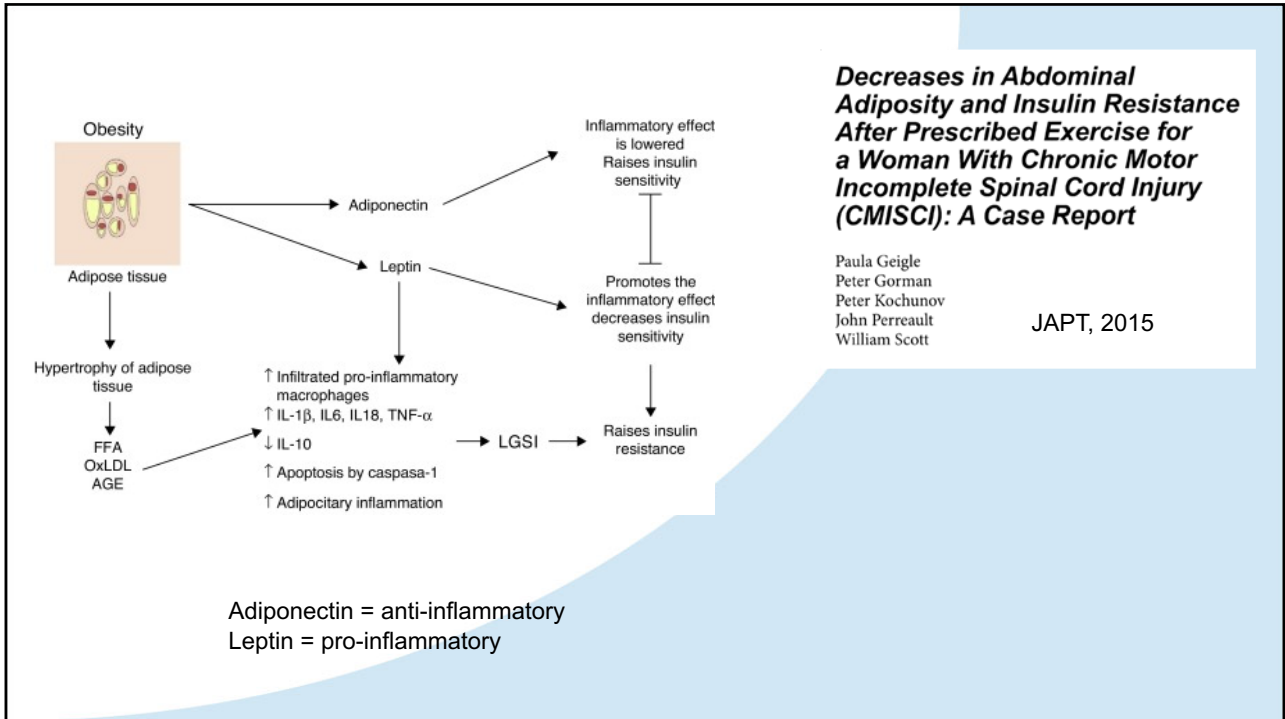 Obesity
Adipose tissue
Hypertrophy of adipose
tissue
FFA
OxLDL
AGE
Adiponectin
Leptin
↑ Infiltrated pro-inflammatory
macrophages
↑ IL-1β, IL6, IL18, TNF-α
↓ IL-10
↑ Apoptosis by caspasa-1
↑ Adipocitary inflammation
LGSI
Inflammatory effect
is lowered
Raises insulin
sensitivity
Promotes the
inflammatory effect
decreases insulin
sensitivity
Raises insulin
resistance
Decreases in Abdominal
Adiposity and Insulin Resistance
After Prescribed Exercise for
a Woman With Chronic Motor
Incomplete Spinal Cord Injury
(CMISCI): A Case Report
Paula Geigle
Peter Gorman
Peter Kochunov
John Perreault
William Scott
JAPT, 2015
Adiponectin = anti-inflammatory
Leptin = pro-inflammatory